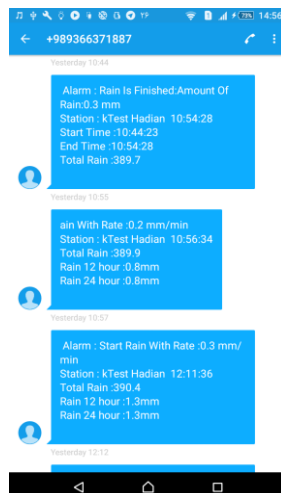 ۲۶ 73% 14:56
+989366371887
Yesterday 10:44
Alarm : Rain Is Finished:Amount Of
Rain:0.3 mm
Station : kTest Hadian 10:54:28
Start Time :10:44:23
End Time :10:54:28
Total Rain :389.7
Yesterday 10:55
ain With Rate :0.2 mm/min
Station : kTest Hadian 10:56:34
Total Rain :389.9
Rain 12 hour :0.8mm
Rain 24 hour :0.8mm
Yesterday 10:57
Alarm : Start Rain With Rate :0.3 mm/
min
Station : kTest Hadian 12:11:36
Total Rain :390.4
Rain 12 hour :1.3mm
Rain 24 hour :1.3mm
Yesterday 12:12